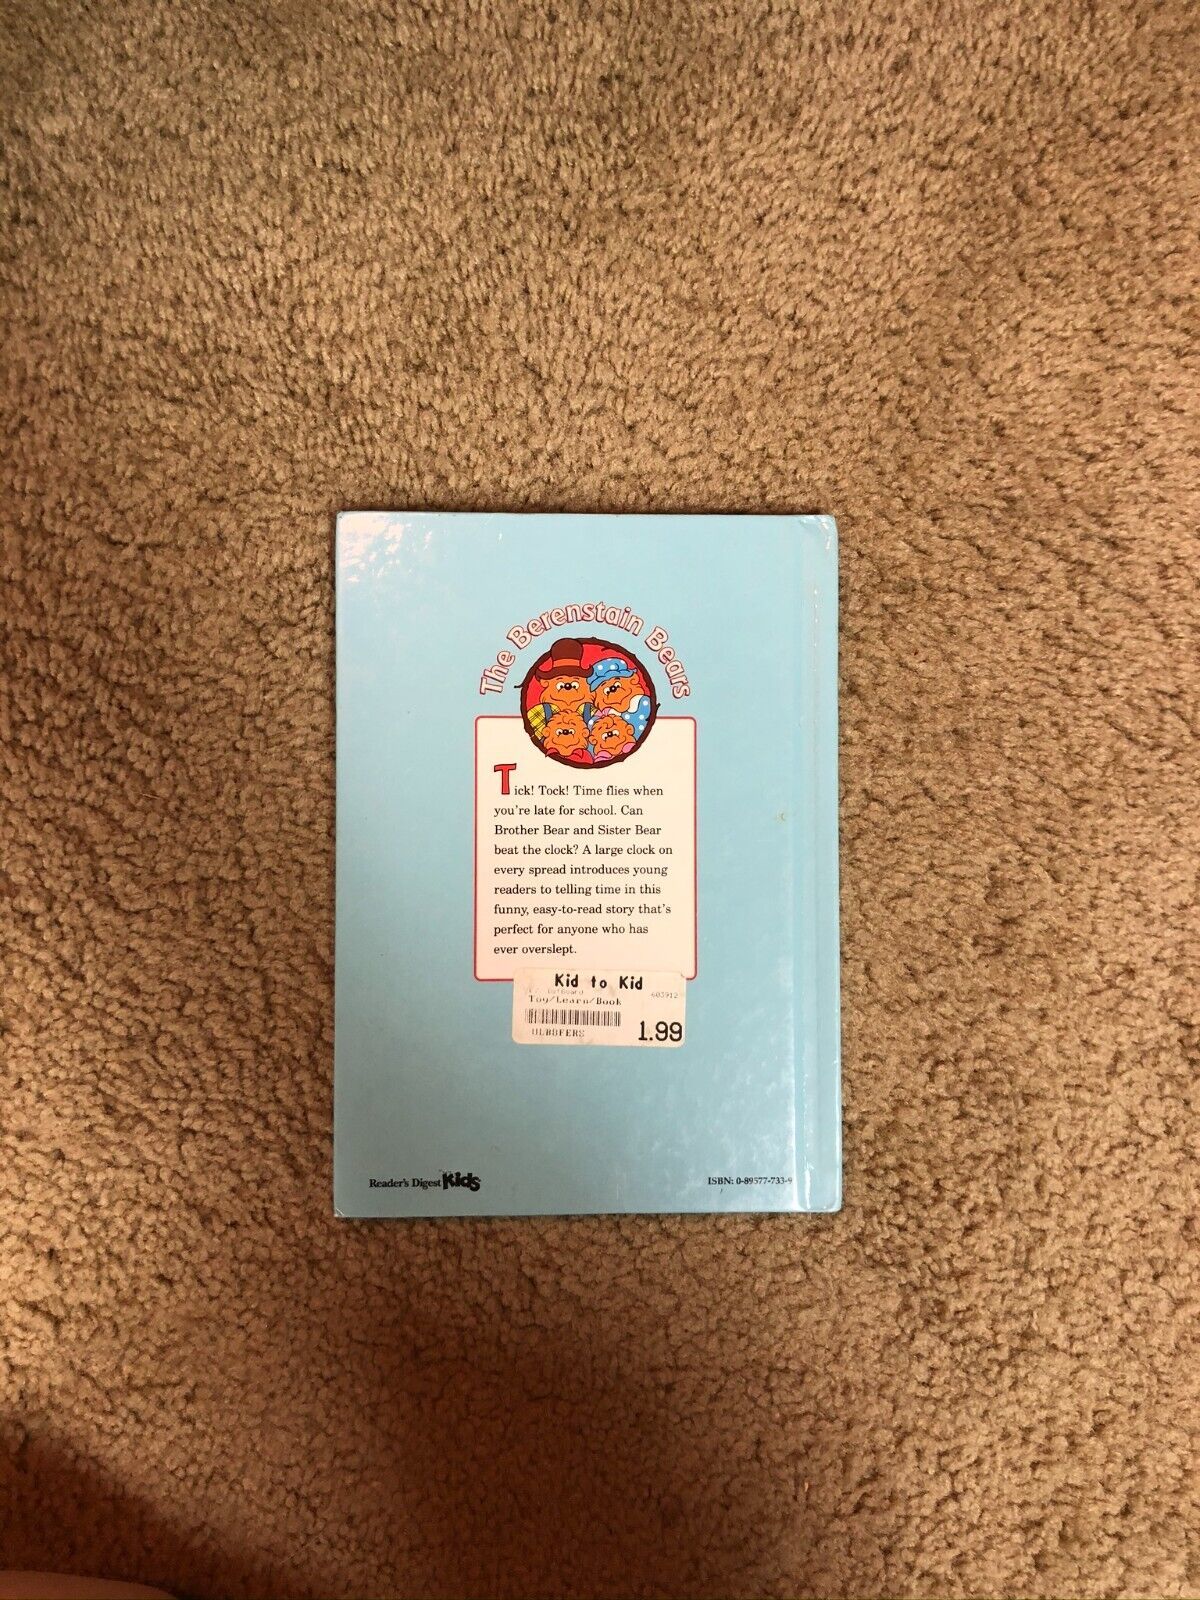 The Berenstain Bears
Tick! Tock! Time flies when
you're late for school. Can
Brother Bear and Sister Bear
beat the clock? A large clock on
every spread introduces young
readers to telling time in this
funny, easy-to-read story that's
perfect for anyone who has
ever overslept.
Kid to Kid
603912
Toy/Learn/Book
1.99
Reader's Digest Kids
ISBN: 0-89577-733-9